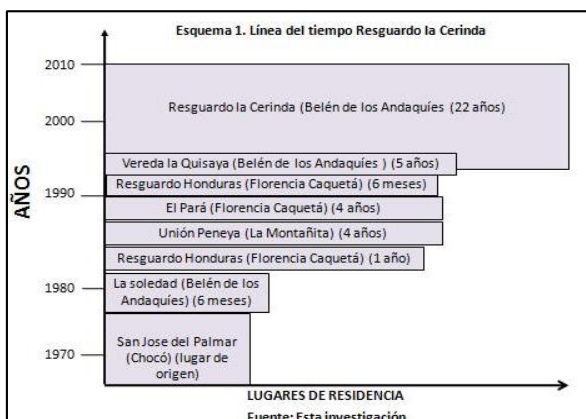 Esquema 1. Línea del tiempo Resguardo la Cerinda
2010
Resguardo la Cerinda (Belén de los Andaquíes (22 años)
2000
Vereda la Quisaya (Belén de los Andaquíes ) (5 años)
Resguardo Honduras (Florencia Caquetá) (6 meses)
1990
El Pará (Florencia Caquetá) (4 años)
Unión Peneya (La Montañita) (4 años)
Resguardo Honduras (Florencia Caquetá) (1 año)
1980
La soledad (Belén de los
Andaquíes) (6 meses)
San Jose del Palmar
(Chocó) (lugar de
origen)
1970
AÑOS
LUGARES DE RESIDENCIA
Fuente: Esta investigación